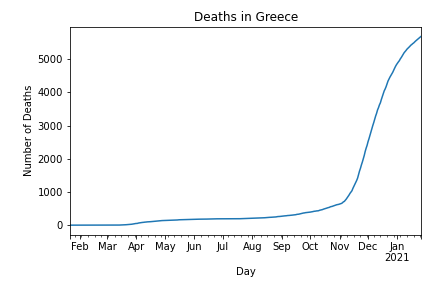 Deaths in Greece
Number of Deaths
5000
4000
3000
2000
1000
0
Feb Mar Apr May Jun Jul Aug Sep Oct Nov Dec Jan
2021
Day